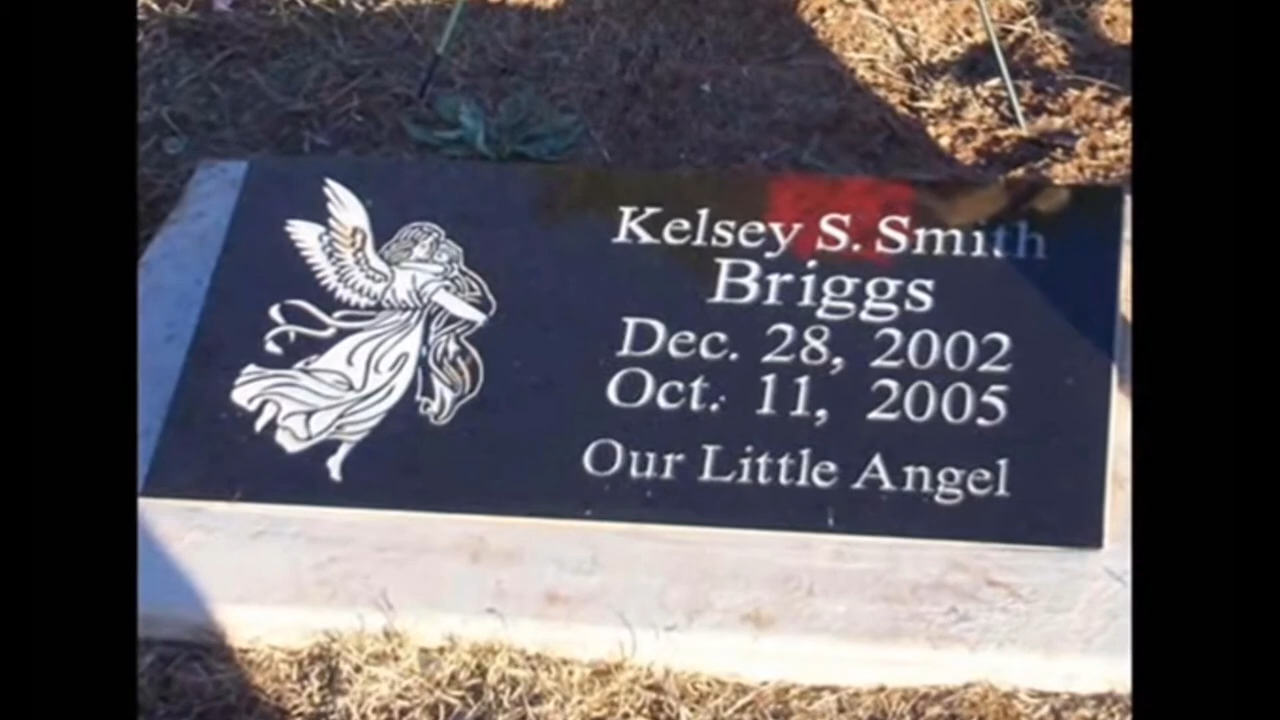 Kelsey S. Smith
Briggs
Dec. 28, 2002
Oct. 11, 2005
Our Little Angel